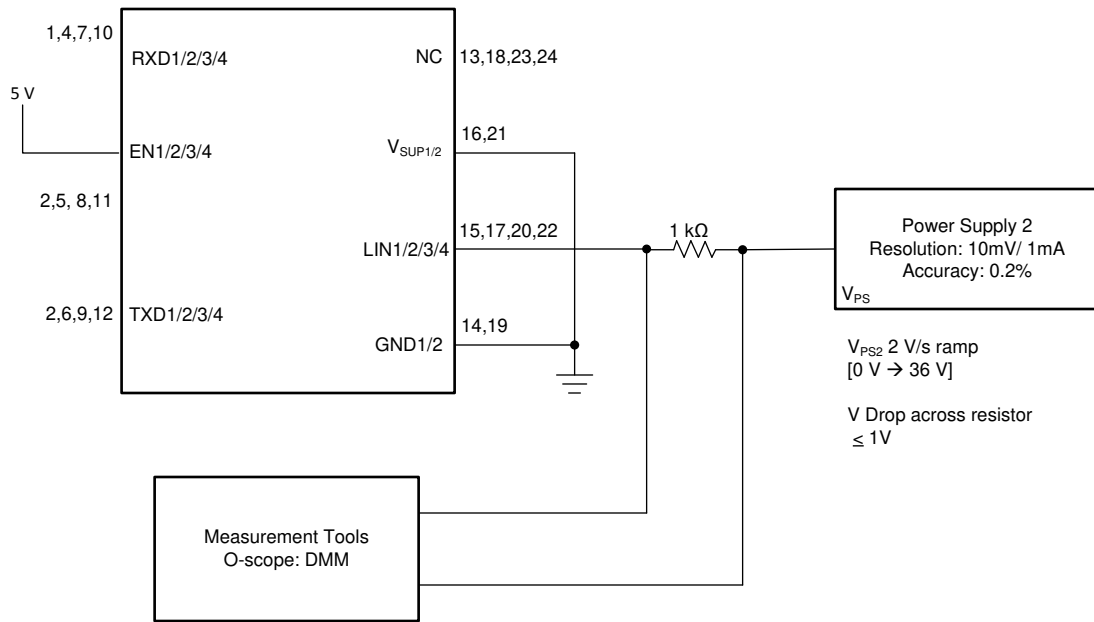 1,4,7,10
RXD1/2/3/4
NC
13,18,23,24
5 V
EN1/2/3/4
VSUP1/2
16,21
2,5, 8,11
LIN1/2/3/4
15,17,20,22
1 kΩ
Power Supply 2
Resolution: 10mV/ 1mA
Accuracy: 0.2%
VPS
2,6,9,12
TXD1/2/3/4
GND1/2
14,19
VPS2 2 V/s ramp
[0 V → 36 V]
V Drop across resistor
≤ 1V
Measurement Tools
O-scope: DMM